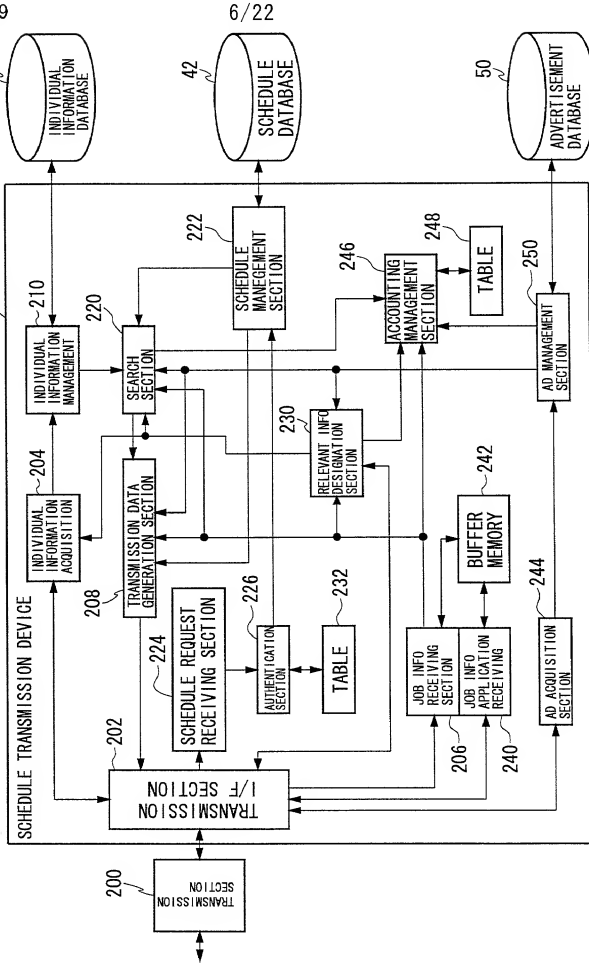 9
6/22
INDIVIDUAL
INFORMATION
DATABASE
42
SCHEDULE
DATABASE
50
ADVERTISEMENT
DATABASE
SCHEDULE TRANSMISSION DEVICE
210
INDIVIDUAL
INFORMATION
MANAGEMENT
220
SEARCH
SECTION
222
SCHEDULE
MANEGEMENT
SECTION
246
ACCOUNTING
MANAGEMENT
SECTION
248
TABLE
250
AD MANAGEMENT
SECTION
204
INDIVIDUAL
INFORMATION
ACQUISITION
208
TRANSMISSION DATA
GENERATION SECTION
230
RELEVANT INFO
DESIGNATION
SECTION
242
BUFFER
MEMORY
224
SCHEDULE REQUEST
RECEIVING SECTION
226
AUTHENTICATION
SECTION
232
TABLE
JOB INFO
RECEIVING
SECTION
206
JOB INFO
APPLICATION
RECEIVING
240
244
AD ACQUISITION
SECTION
202
TRANSMISSION
I/F SECTION
200
TRANSMISSION
SECTION